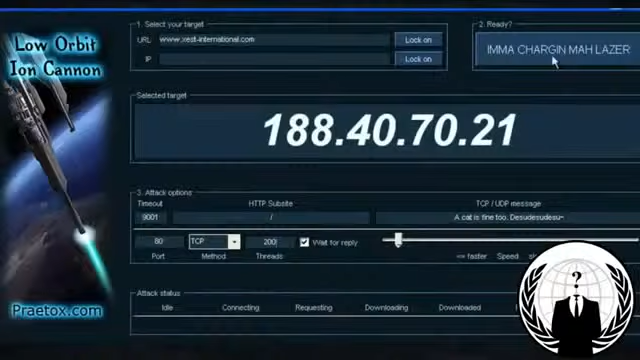 Low Orbit
Ion Cannon
Praetox.com
1. Select your target
URL www.xest-international.com Lock on
IP Lock on
2. Ready?
IMMA CHARGIN MAH LAZER
Selected target
188.40.70.21
3. Attack options
Timeout HTTP Subsite TCP / UDP message
9001 / A cat is fine too. Desudesudesu~
80 TCP 200 Wait for reply <= faster Speed
Port Method Threads
Attack status
Idle Connecting Requesting Downloading Downloaded
?